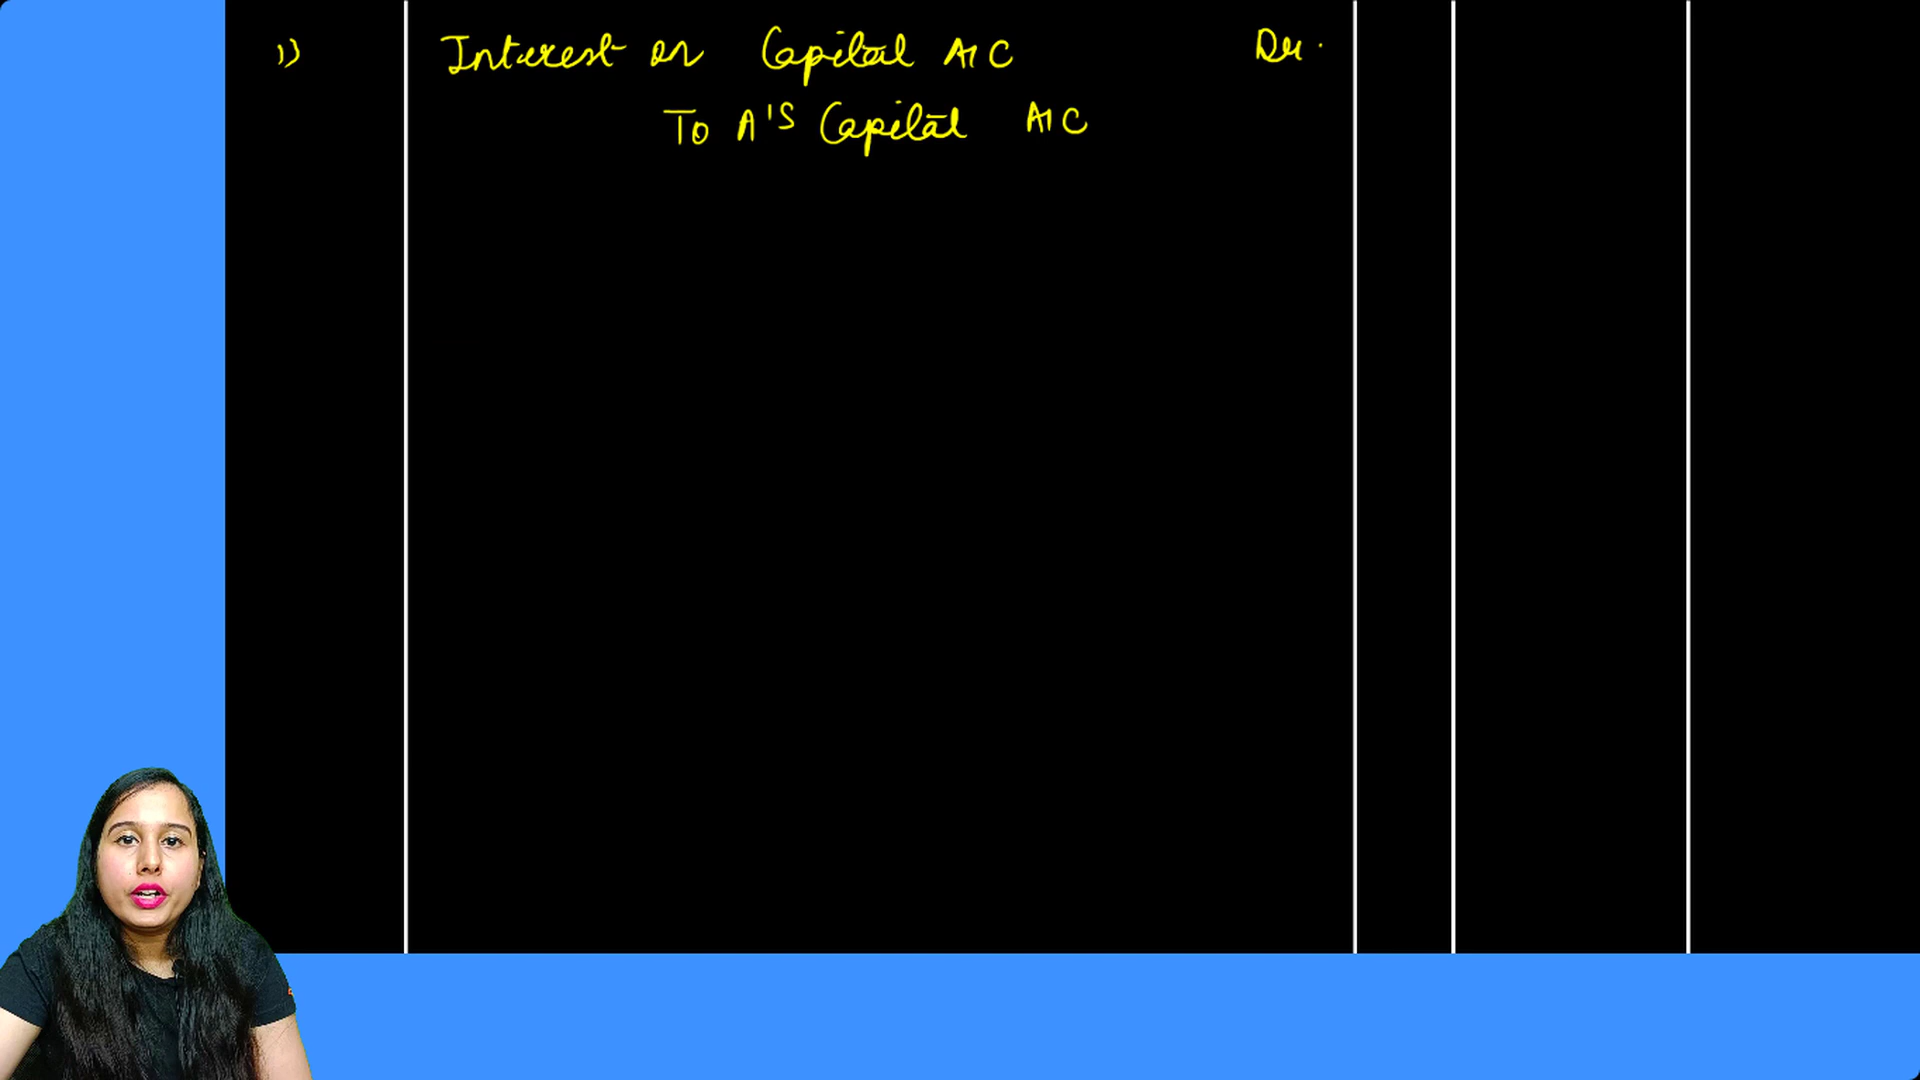 1) Interest on Capital A/C Dr.
To A's Capital A/C